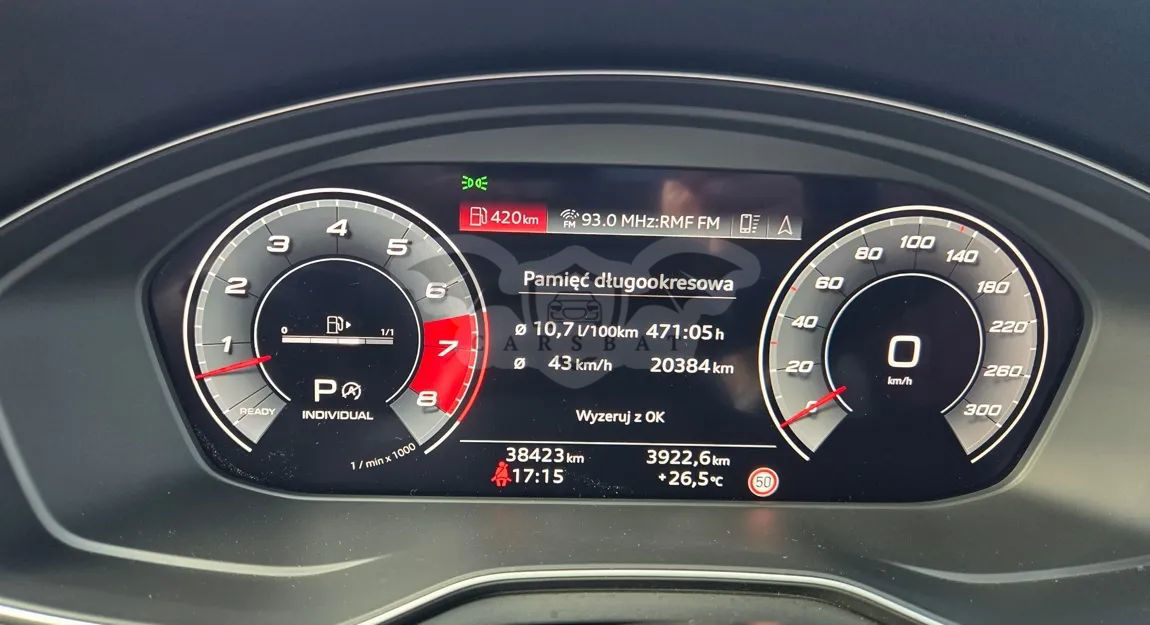 420km FM 93.0 MHz:RMF FM
Pamięć długookresowa
ø 10,7 l/100km 471:05 h
ø 43 km/h 20384 km
Wyzeruj z OK
38423 km 3922,6 km
17:15 +26,5 °C 50
1 2 3 4 5 6 7 8
READY
0 1/1
P A
INDIVIDUAL
1 / min x 1000
0 20 40 60 80 100 140 180 220 260 300
0
km/h
CARSBAT